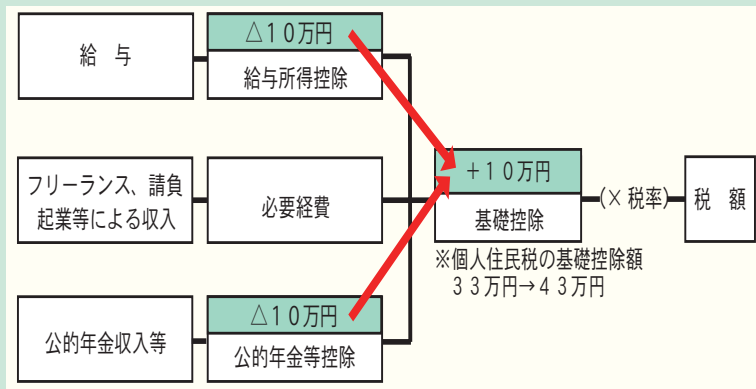 給 与
△10万円
給与所得控除
フリーランス、請負
起業等による収入
必要経費
公的年金収入等
△10万円
公的年金等控除
+10万円
基礎控除
(×税率)
税 額
※個人住民税の基礎控除額
33万円→43万円